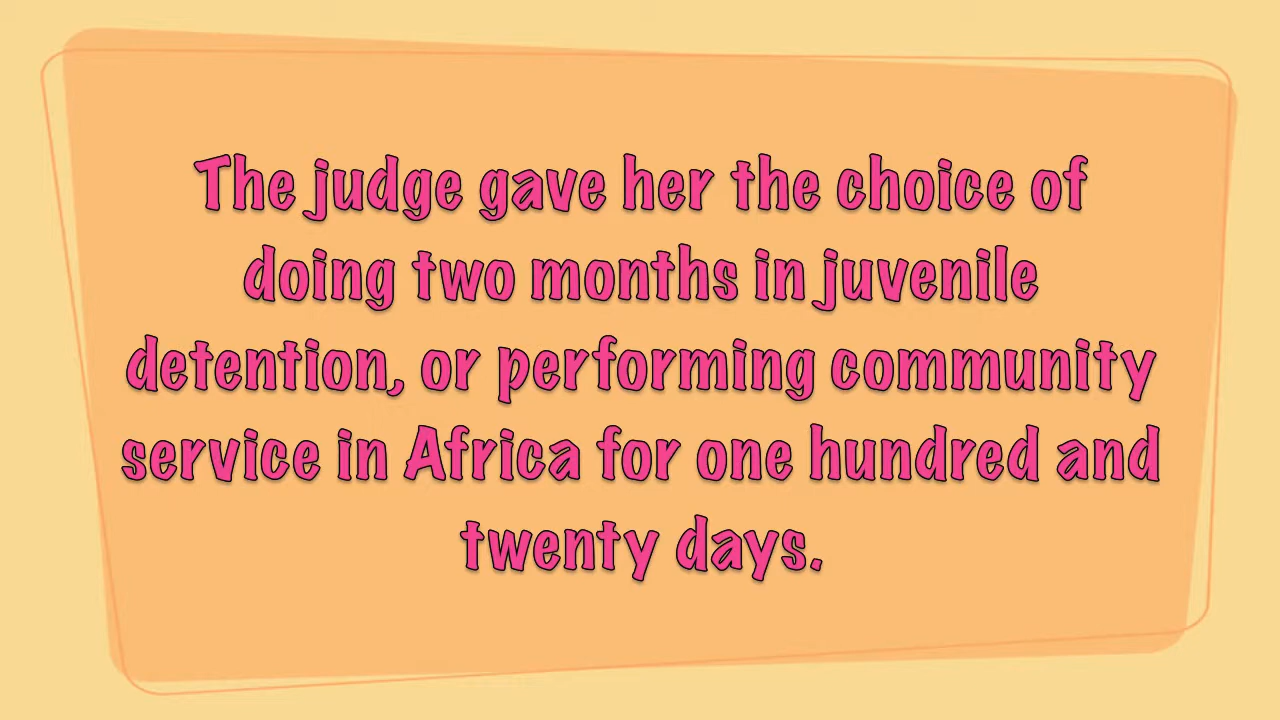 The judge gave her the choice of
doing two months in juvenile
detention, or performing community
service in Africa for one hundred and
twenty days.